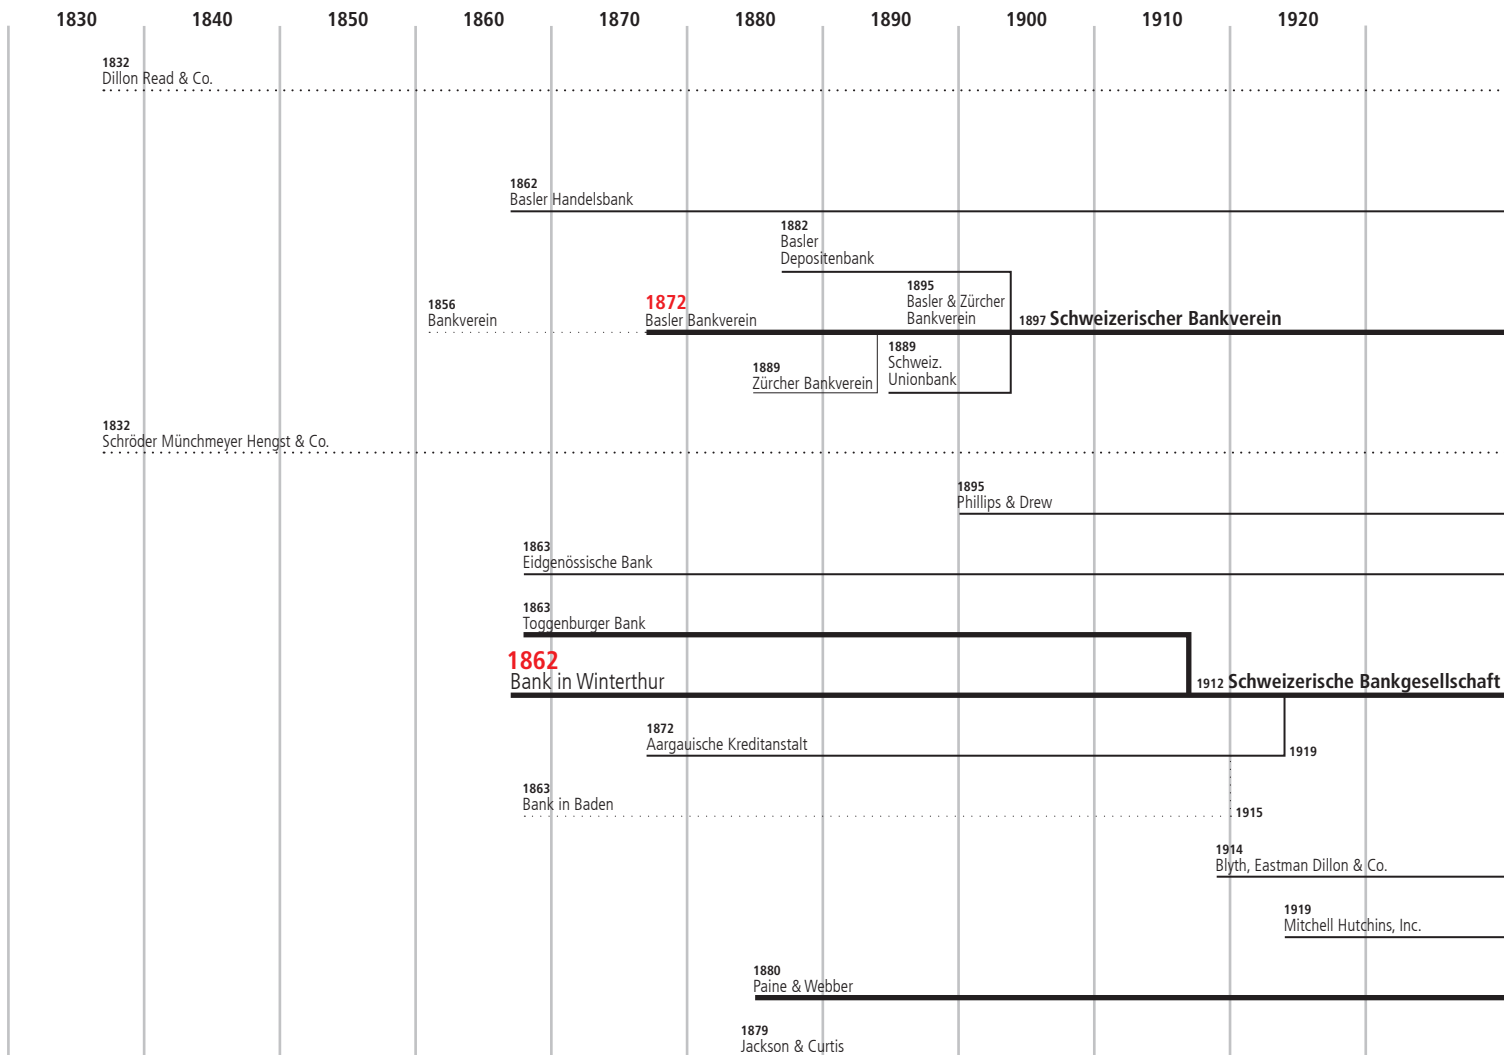 1830 1840 1850 1860 1870 1880 1890 1900 1910 1920
1832
Dillon Read & Co.
1862
Basler Handelsbank
1882
Basler
Depositenbank
1895
Basler & Zürcher
Bankverein
1856
Bankverein
1872
Basler Bankverein
1897 Schweizerischer Bankverein
1889
Zürcher Bankverein
1889
Schweiz.
Unionbank
1832
Schröder Münchmeyer Hengst & Co.
1895
Phillips & Drew
1863
Eidgenössische Bank
1863
Toggenburger Bank
1862
Bank in Winterthur
1912 Schweizerische Bankgesellschaft
1872
Aargauische Kreditanstalt
1919
1863
Bank in Baden
1915
1914
Blyth, Eastman Dillon & Co.
1919
Mitchell Hutchins, Inc.
1880
Paine & Webber
1879
Jackson & Curtis